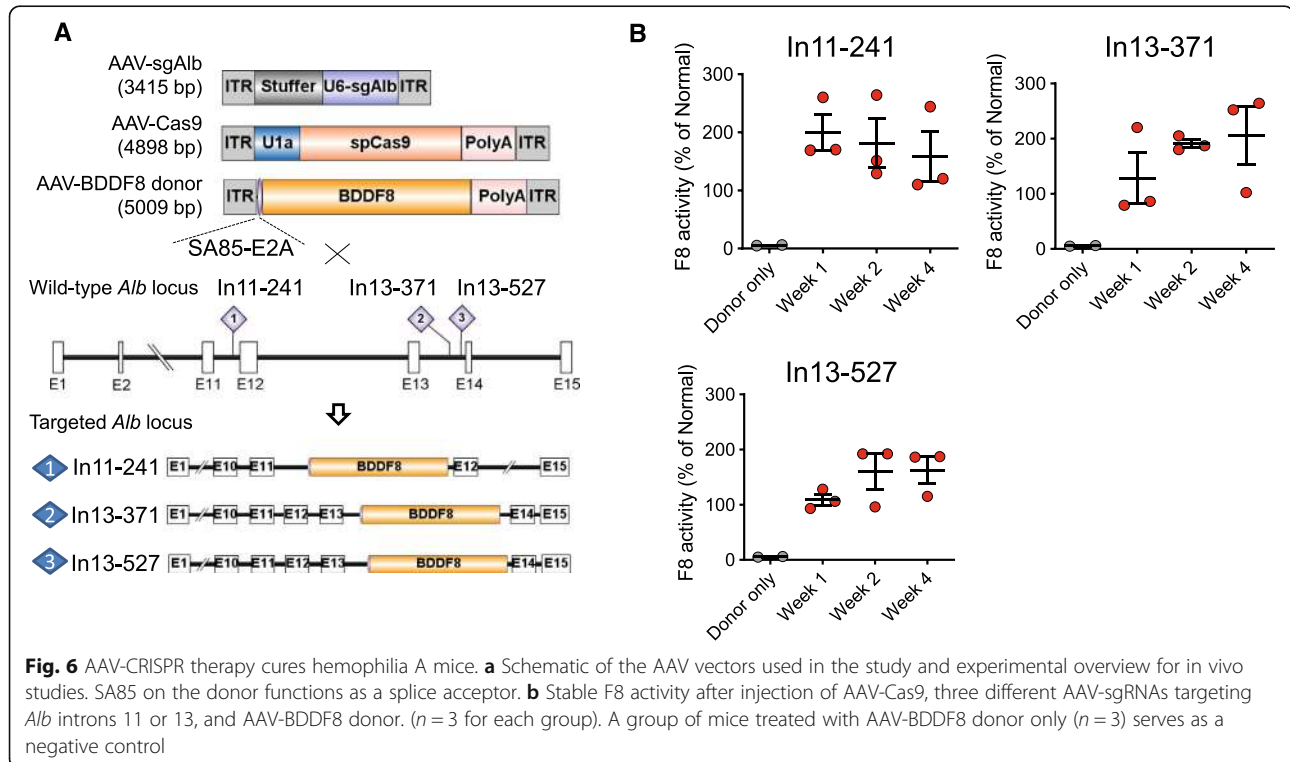 A
AAV-sgAlb
(3415 bp)
ITR Stuffer U6-sgAlb ITR
AAV-Cas9
(4898 bp)
ITR U1a spCas9 PolyA ITR
AAV-BDDF8 donor
(5009 bp)
ITR BDDF8 PolyA ITR
SA85-E2A
Wild-type Alb locus In11-241 In13-371 In13-527
1 2 3
E1 E2 E11 E12 E13 E14 E15
Targeted Alb locus
1 In11-241 E1 E10 E11 BDDF8 E12 E15
2 In13-371 E1 E10 E11 E12 E13 BDDF8 E14 E15
3 In13-527 E1 E10 E11 E12 E13 BDDF8 E14 E15
B
In11-241
F8 activity (% of Normal)
300
200
100
0
Donor only Week 1 Week 2 Week 4
In13-371
F8 activity (% of Normal)
300
200
100
0
Donor only Week 1 Week 2 Week 4
In13-527
F8 activity (% of Normal)
300
200
100
0
Donor only Week 1 Week 2 Week 4
Fig. 6 AAV-CRISPR therapy cures hemophilia A mice. a Schematic of the AAV vectors used in the study and experimental overview for in vivo
studies. SA85 on the donor functions as a splice acceptor. b Stable F8 activity after injection of AAV-Cas9, three different AAV-sgRNAs targeting
Alb introns 11 or 13, and AAV-BDDF8 donor. (n = 3 for each group). A group of mice treated with AAV-BDDF8 donor only (n = 3) serves as a
negative control